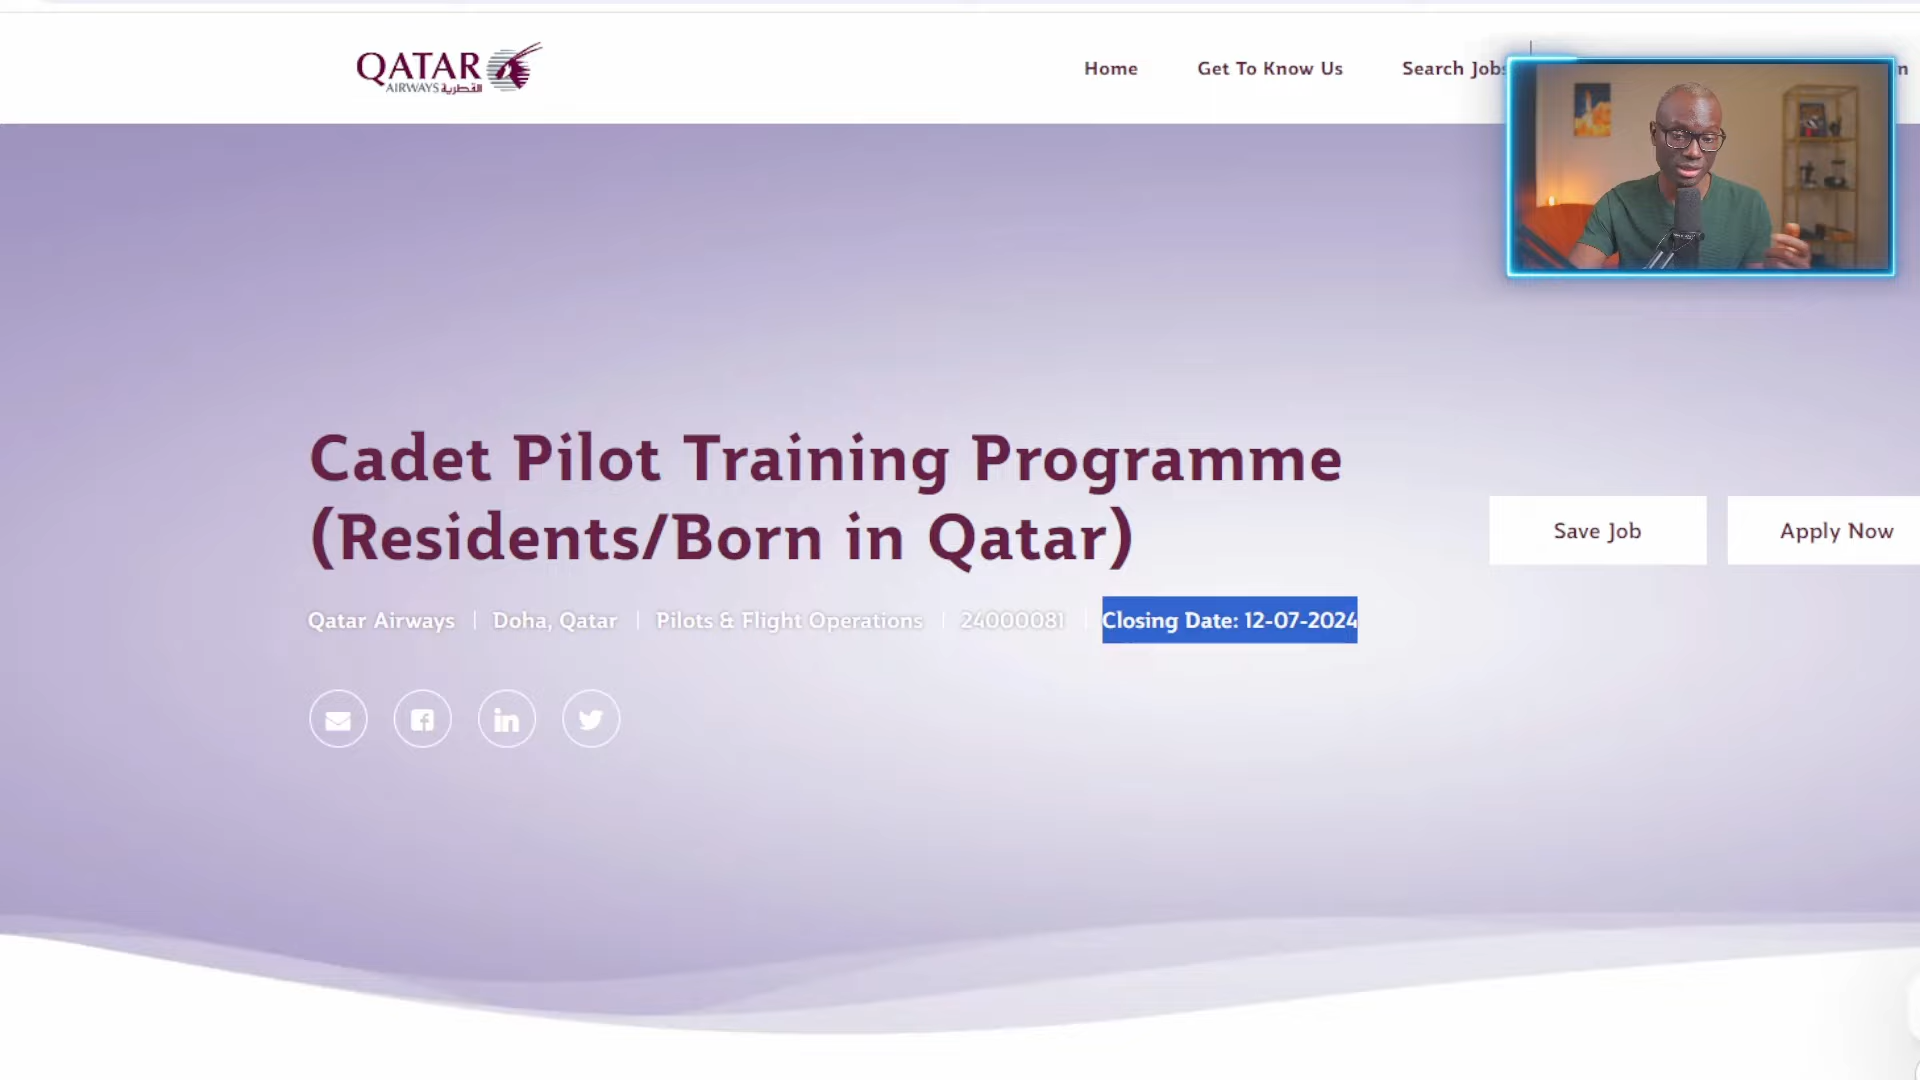 QATAR
AIRWAYS القطرية
Home
Get To Know Us
Search Jobs
Cadet Pilot Training Programme
(Residents/Born in Qatar)
Save Job
Apply Now
Qatar Airways | Doha, Qatar | Pilots & Flight Operations | 24000081 | Closing Date: 12-07-2024